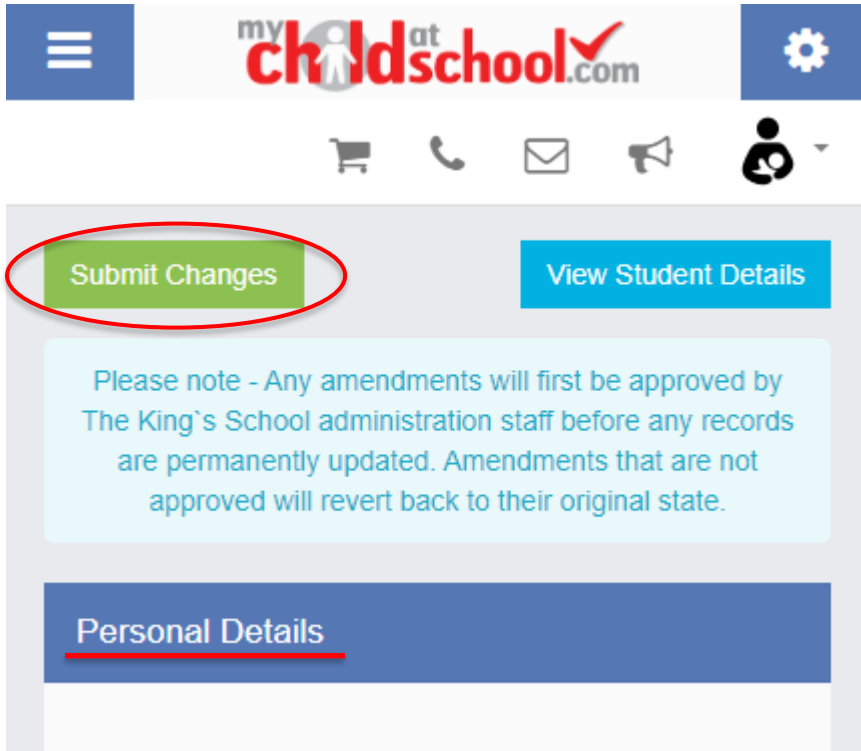 my child at school.com
Submit Changes
View Student Details
Please note - Any amendments will first be approved by
The King`s School administration staff before any records
are permanently updated. Amendments that are not
approved will revert back to their original state.
Personal Details